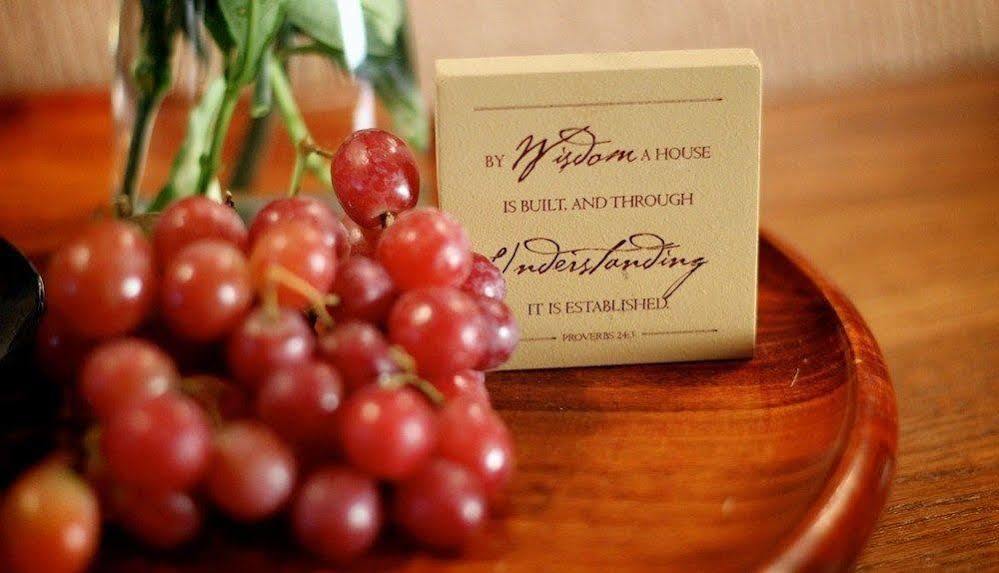 BY Wisdom A HOUSE
IS BUILT, AND THROUGH
Understanding
IT IS ESTABLISHED.
PROVERBS 24:3